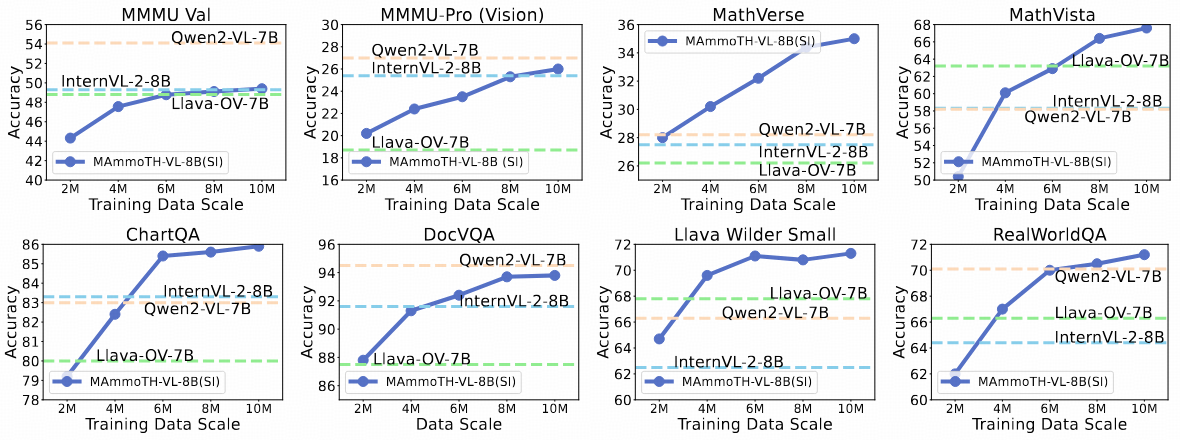 MMMU Val
56
54
52
50
48
46
44
42
40
Accuracy
Qwen2-VL-7B
InternVL-2-8B
Llava-OV-7B
MAmmoTH-VL-8B(SI)
2M 4M 6M 8M 10M
Training Data Scale
MMMU-Pro (Vision)
30
28
26
24
22
20
18
16
Accuracy
Qwen2-VL-7B
InternVL-2-8B
Llava-OV-7B
MAmmoTH-VL-8B (SI)
2M 4M 6M 8M 10M
Training Data Scale
MathVerse
36
34
32
30
28
26
Accuracy
MAmmoTH-VL-8B(SI)
Qwen2-VL-7B
InternVL-2-8B
Llava-OV-7B
2M 4M 6M 8M 10M
Training Data Scale
MathVista
68
66
64
62
60
58
56
54
52
50
Accuracy
Llava-OV-7B
InternVL-2-8B
Qwen2-VL-7B
MAmmoTH-VL-8B(SI)
2M 4M 6M 8M 10M
Training Data Scale
ChartQA
86
85
84
83
82
81
80
79
78
Accuracy
InternVL-2-8B
Qwen2-VL-7B
Llava-OV-7B
MAmmoTH-VL-8B(SI)
2M 4M 6M 8M 10M
Training Data Scale
DocVQA
96
94
92
90
88
86
Accuracy
Qwen2-VL-7B
InternVL-2-8B
Llava-OV-7B
MAmmoTH-VL-8B(SI)
2M 4M 6M 8M 10M
Data Scale
Llava Wilder Small
72
70
68
66
64
62
60
Accuracy
Llava-OV-7B
Qwen2-VL-7B
InternVL-2-8B
MAmmoTH-VL-8B(SI)
2M 4M 6M 8M 10M
Training Data Scale
RealWorldQA
72
70
68
66
64
62
60
Accuracy
Qwen2-VL-7B
Llava-OV-7B
InternVL-2-8B
MAmmoTH-VL-8B(SI)
2M 4M 6M 8M 10M
Training Data Scale